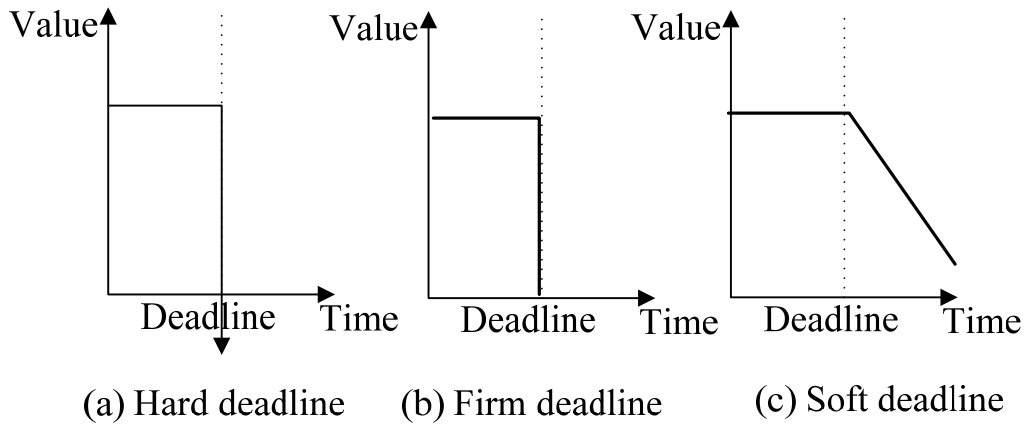 Value
Deadline
Time
(a) Hard deadline
Value
Deadline
Time
(b) Firm deadline
Value
Deadline
Time
(c) Soft deadline